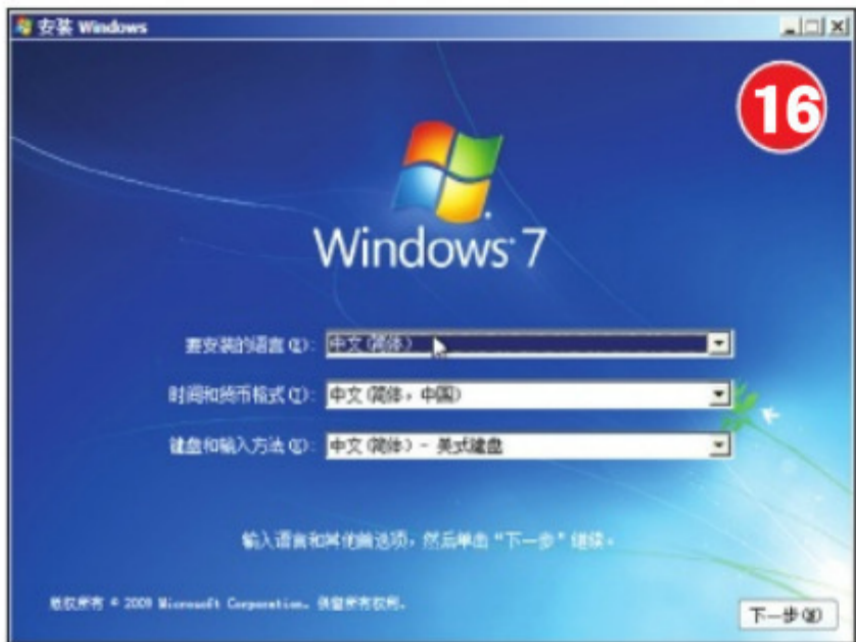 安装 Windows
16
Windows 7
要安装的语言(E): 中文(简体)
时间和货币格式(T): 中文(简体，中国)
键盘和输入方法(K): 中文(简体) - 美式键盘
输入语言和其他首选项，然后单击“下一步”继续。
版权所有 © 2009 Microsoft Corporation。保留所有权利。
下一步(N)